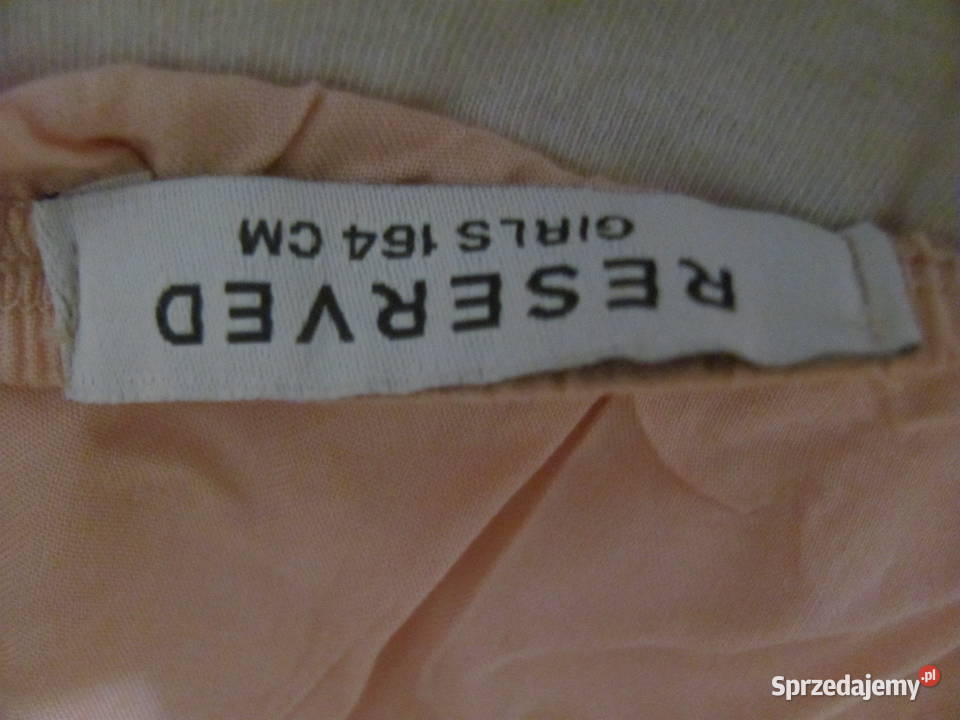 RESERVED
GIRLS 164 CM
Sprzedajemy.pl